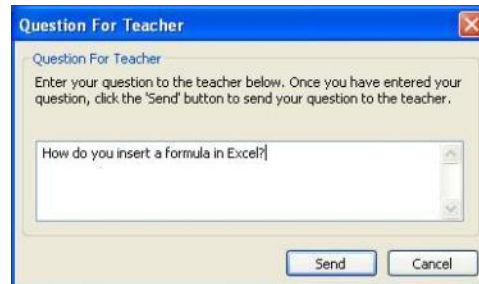 Question For Teacher
Question For Teacher
Enter your question to the teacher below. Once you have entered your
question, click the 'Send' button to send your question to the teacher.
How do you insert a formula in Excel?
Send Cancel